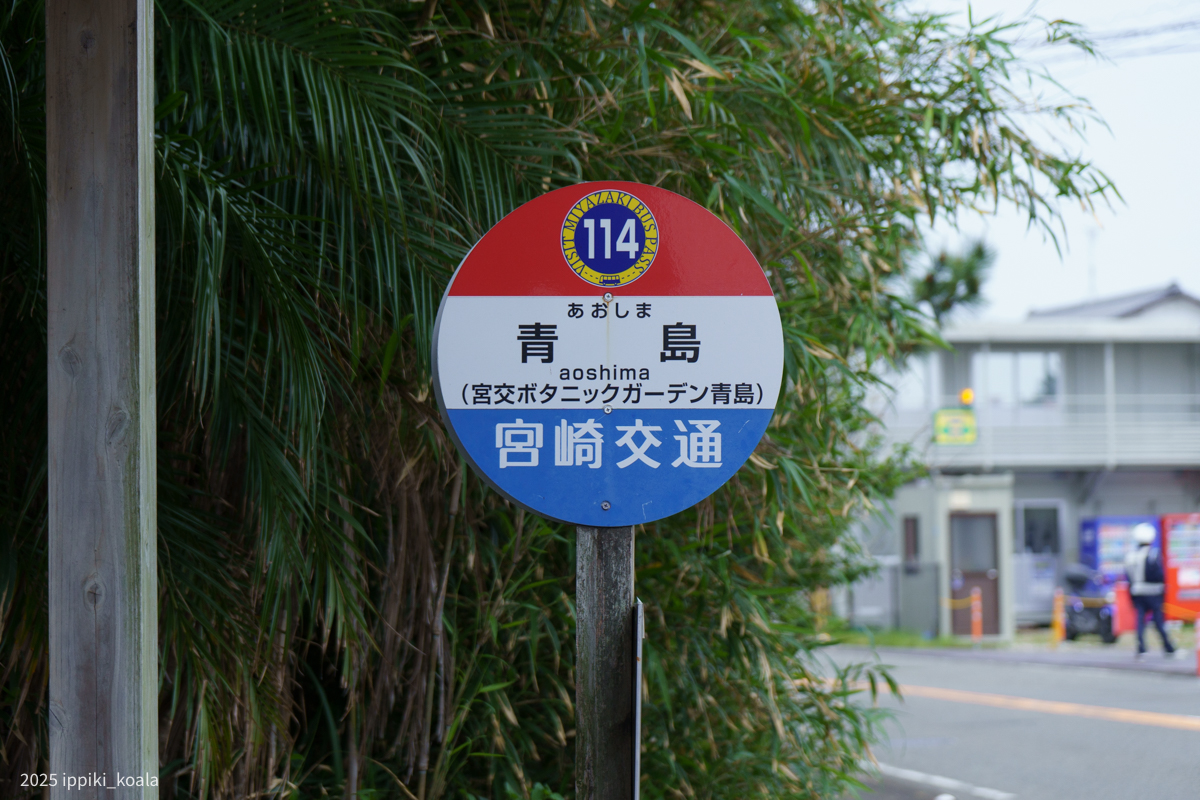 VISIT MIYAZAKI BUS PASS
114
あおしま
青島
aoshima
(宮交ボタニックガーデン青島)
宮崎交通
2025 ippiki_koala